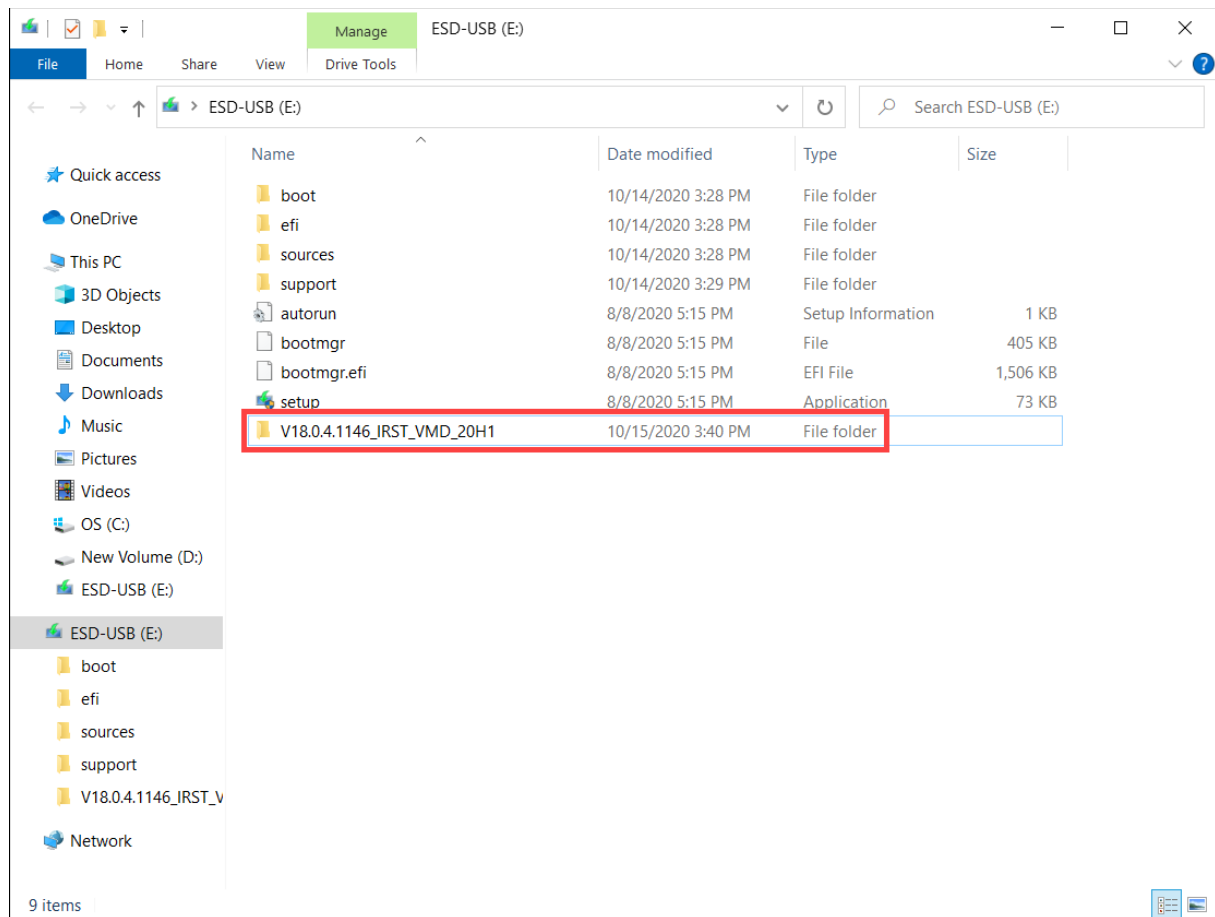 Manage ESD-USB (E:)
File Home Share View Drive Tools ?
ESD-USB (E:) Search ESD-USB (E:)
Name Date modified Type Size
Quick access
OneDrive
This PC
3D Objects
Desktop
Documents
Downloads
Music
Pictures
Videos
OS (C:)
New Volume (D:)
ESD-USB (E:)
ESD-USB (E:)
boot
efi
sources
support
V18.0.4.1146_IRST_V
Network
boot 10/14/2020 3:28 PM File folder
efi 10/14/2020 3:28 PM File folder
sources 10/14/2020 3:28 PM File folder
support 10/14/2020 3:29 PM File folder
autorun 8/8/2020 5:15 PM Setup Information 1 KB
bootmgr 8/8/2020 5:15 PM File 405 KB
bootmgr.efi 8/8/2020 5:15 PM EFI File 1,506 KB
setup 8/8/2020 5:15 PM Application 73 KB
V18.0.4.1146_IRST_VMD_20H1 10/15/2020 3:40 PM File folder
9 items